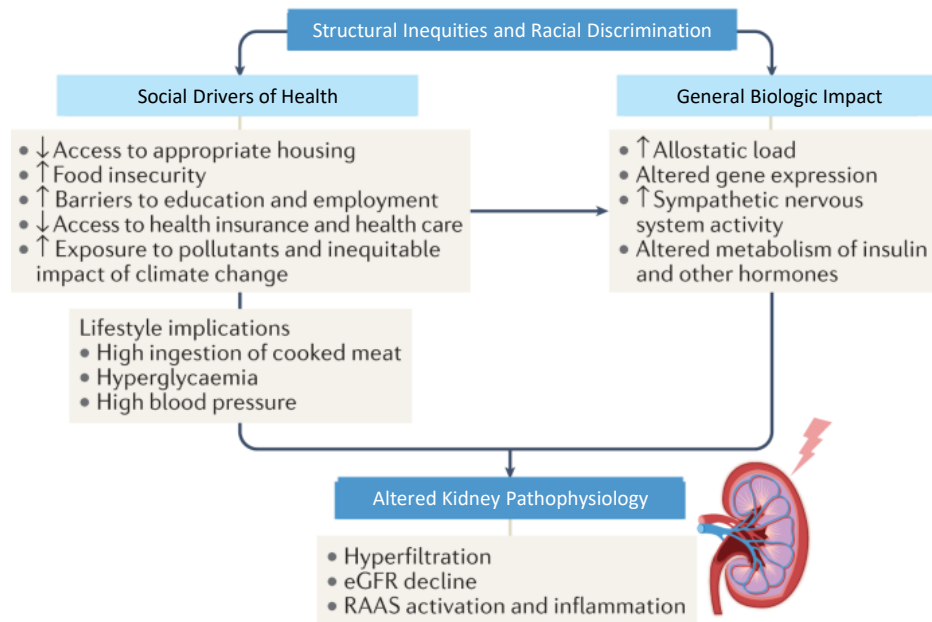 Structural Inequities and Racial Discrimination
Social Drivers of Health
• ↓ Access to appropriate housing
• ↑ Food insecurity
• ↑ Barriers to education and employment
• ↓ Access to health insurance and health care
• ↑ Exposure to pollutants and inequitable
impact of climate change
Lifestyle implications
• High ingestion of cooked meat
• Hyperglycaemia
• High blood pressure
General Biologic Impact
• ↑ Allostatic load
• Altered gene expression
• ↑ Sympathetic nervous
system activity
• Altered metabolism of insulin
and other hormones
Altered Kidney Pathophysiology
• Hyperfiltration
• eGFR decline
• RAAS activation and inflammation